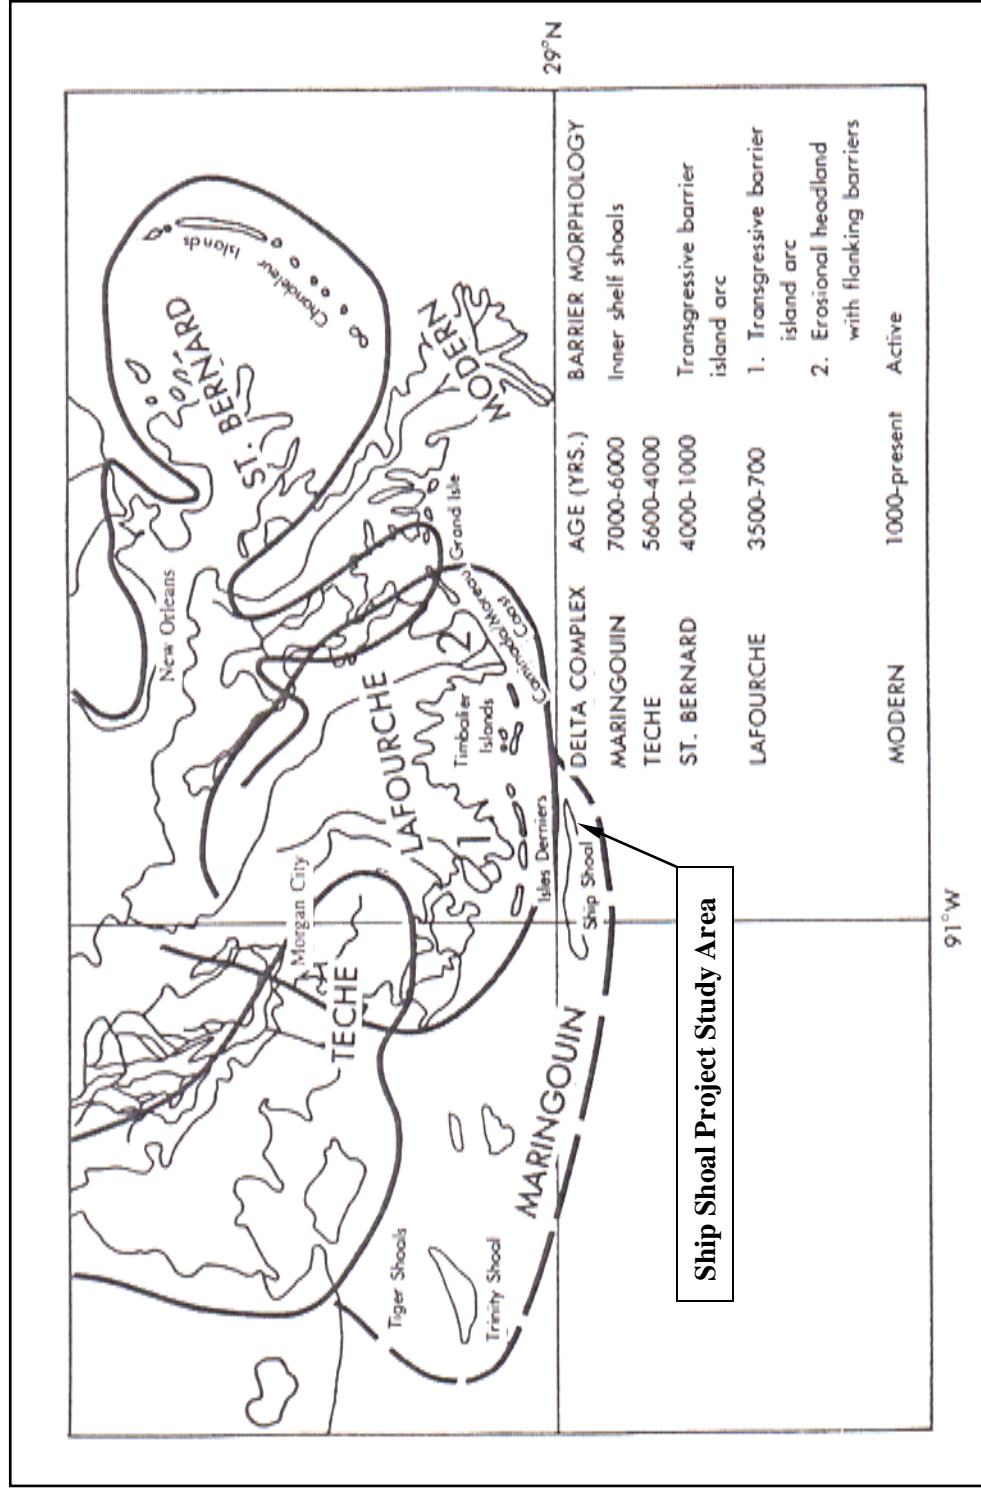 New Orleans
ST. BERNARD
Chandeleur
Islands
MODERN
Morgan City
TECHE
LAFOURCHE
1
2
Timbalier
Islands
Grand Isle
Caminada/Moreau
Coast
Isles Derniers
Tiger Shoals
Trinity Shoal
MARINGOUIN
Ship Shoal
29°N
91°W
DELTA COMPLEX AGE (YRS.) BARRIER MORPHOLOGY
MARINGOUIN 7000-6000 Inner shelf shoals
TECHE 5600-4000
ST. BERNARD 4000-1000 Transgressive barrier
island arc
LAFOURCHE 3500-700 1. Transgressive barrier
island arc
2. Erosional headland
with flanking barriers
MODERN 1000-present Active
Ship Shoal Project Study Area